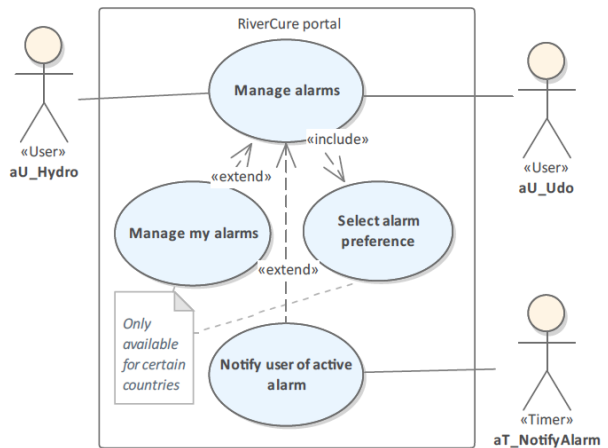 RiverCure portal
Manage alarms
«include»
«User»
aU_Hydro
«User»
aU_Udo
«extend»
Manage my alarms
Select alarm
preference
«extend»
Only
available
for certain
countries
Notify user of active
alarm
«Timer»
aT_NotifyAlarm